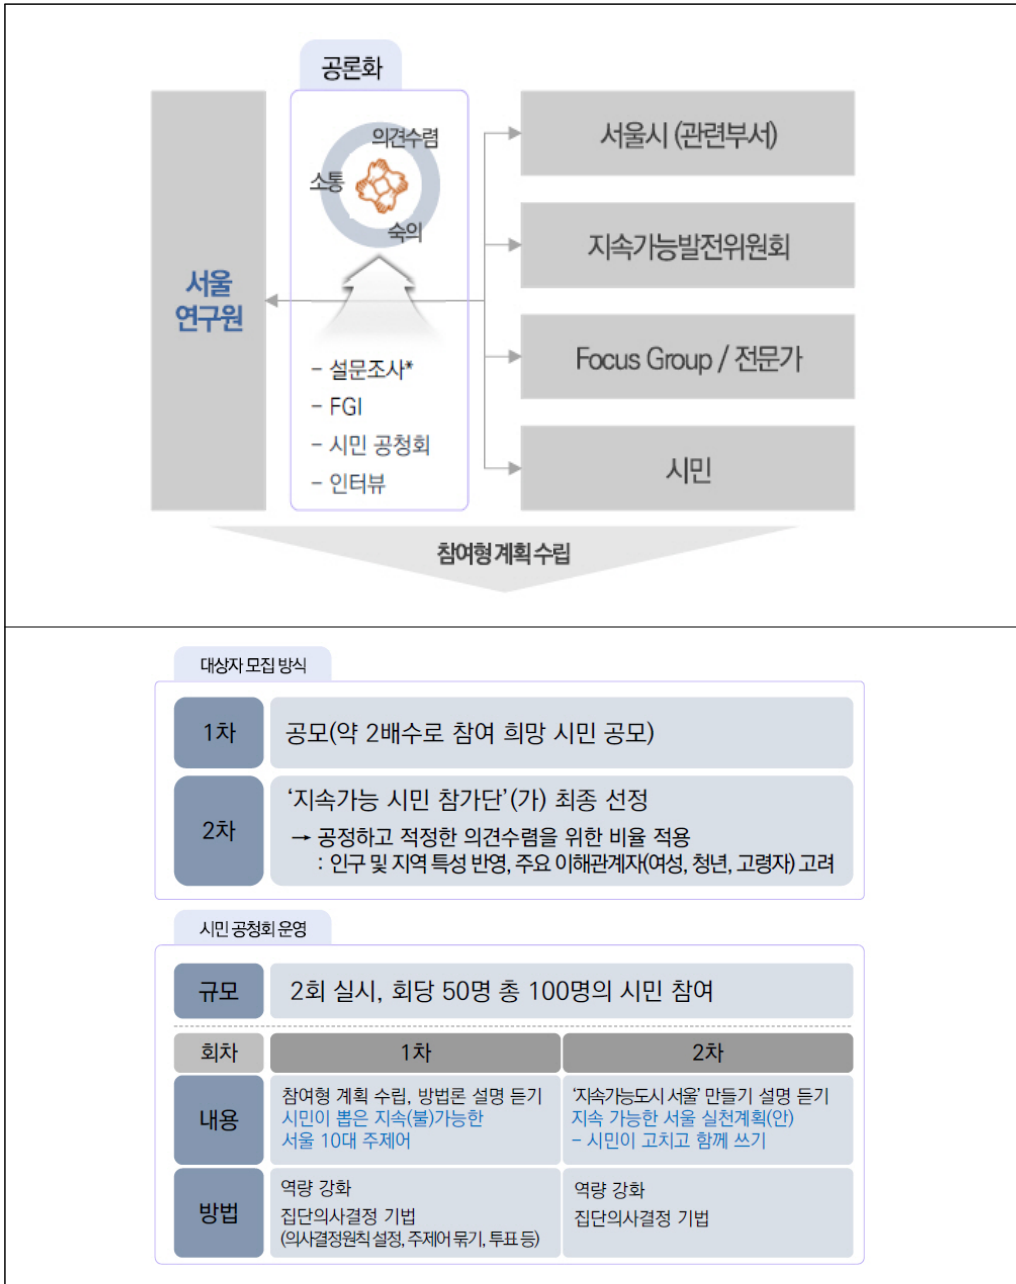 공론화
의견수렴
소통
숙의
서울
연구원
- 설문조사*
- FGI
- 시민 공청회
- 인터뷰
서울시 (관련부서)
지속가능발전위원회
Focus Group / 전문가
시민
참여형 계획 수립
대상자 모집 방식
1차
공모(약 2배수로 참여 희망 시민 공모)
2차
‘지속가능 시민 참가단’(가) 최종 선정
→ 공정하고 적정한 의견수렴을 위한 비율 적용
: 인구 및 지역 특성 반영, 주요 이해관계자(여성, 청년, 고령자) 고려
시민 공청회 운영
규모
2회 실시, 회당 50명 총 100명의 시민 참여
회차
1차
2차
내용
참여형 계획 수립, 방법론 설명 듣기
시민이 뽑은 지속(불)가능한
서울 10대 주제어
‘지속가능도시 서울’ 만들기 설명 듣기
지속 가능한 서울 실천계획(안)
- 시민이 고치고 함께 쓰기
방법
역량 강화
집단의사결정 기법
(의사결정원칙 설정, 주제어 묶기, 투표 등)
역량 강화
집단의사결정 기법